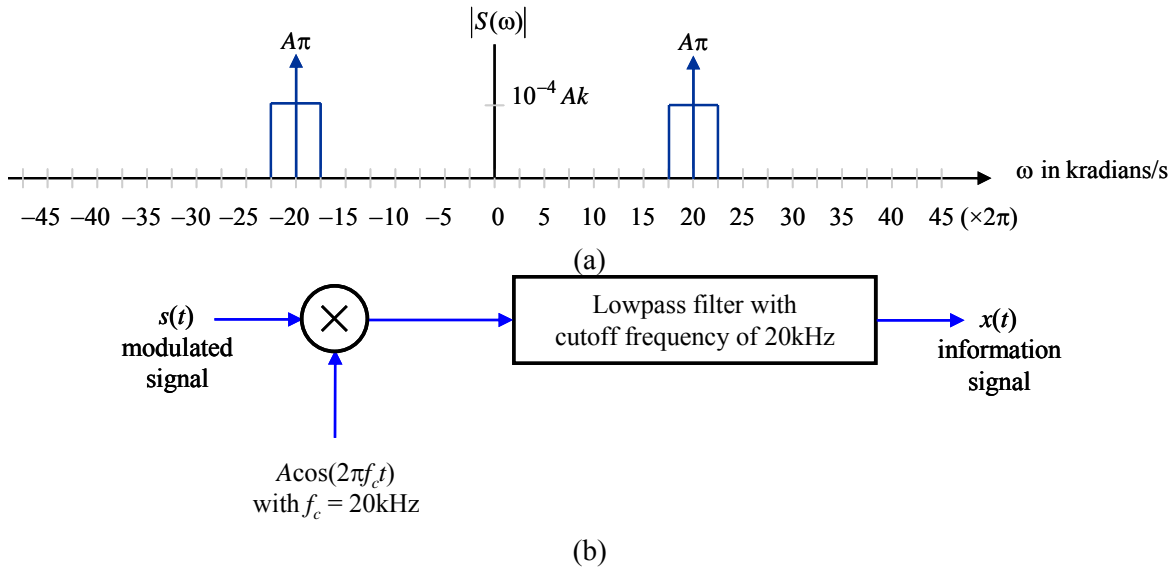 |S(ω)|
Aπ
Aπ
10⁻⁴ Ak
ω in kradians/s
−45 −40 −35 −30 −25 −20 −15 −10 −5 0 5 10 15 20 25 30 35 40 45 (×2π)
(a)
s(t)
modulated
signal
×
Lowpass filter with
cutoff frequency of 20kHz
x(t)
information
signal
Acos(2πf_c t)
with f_c = 20kHz
(b)